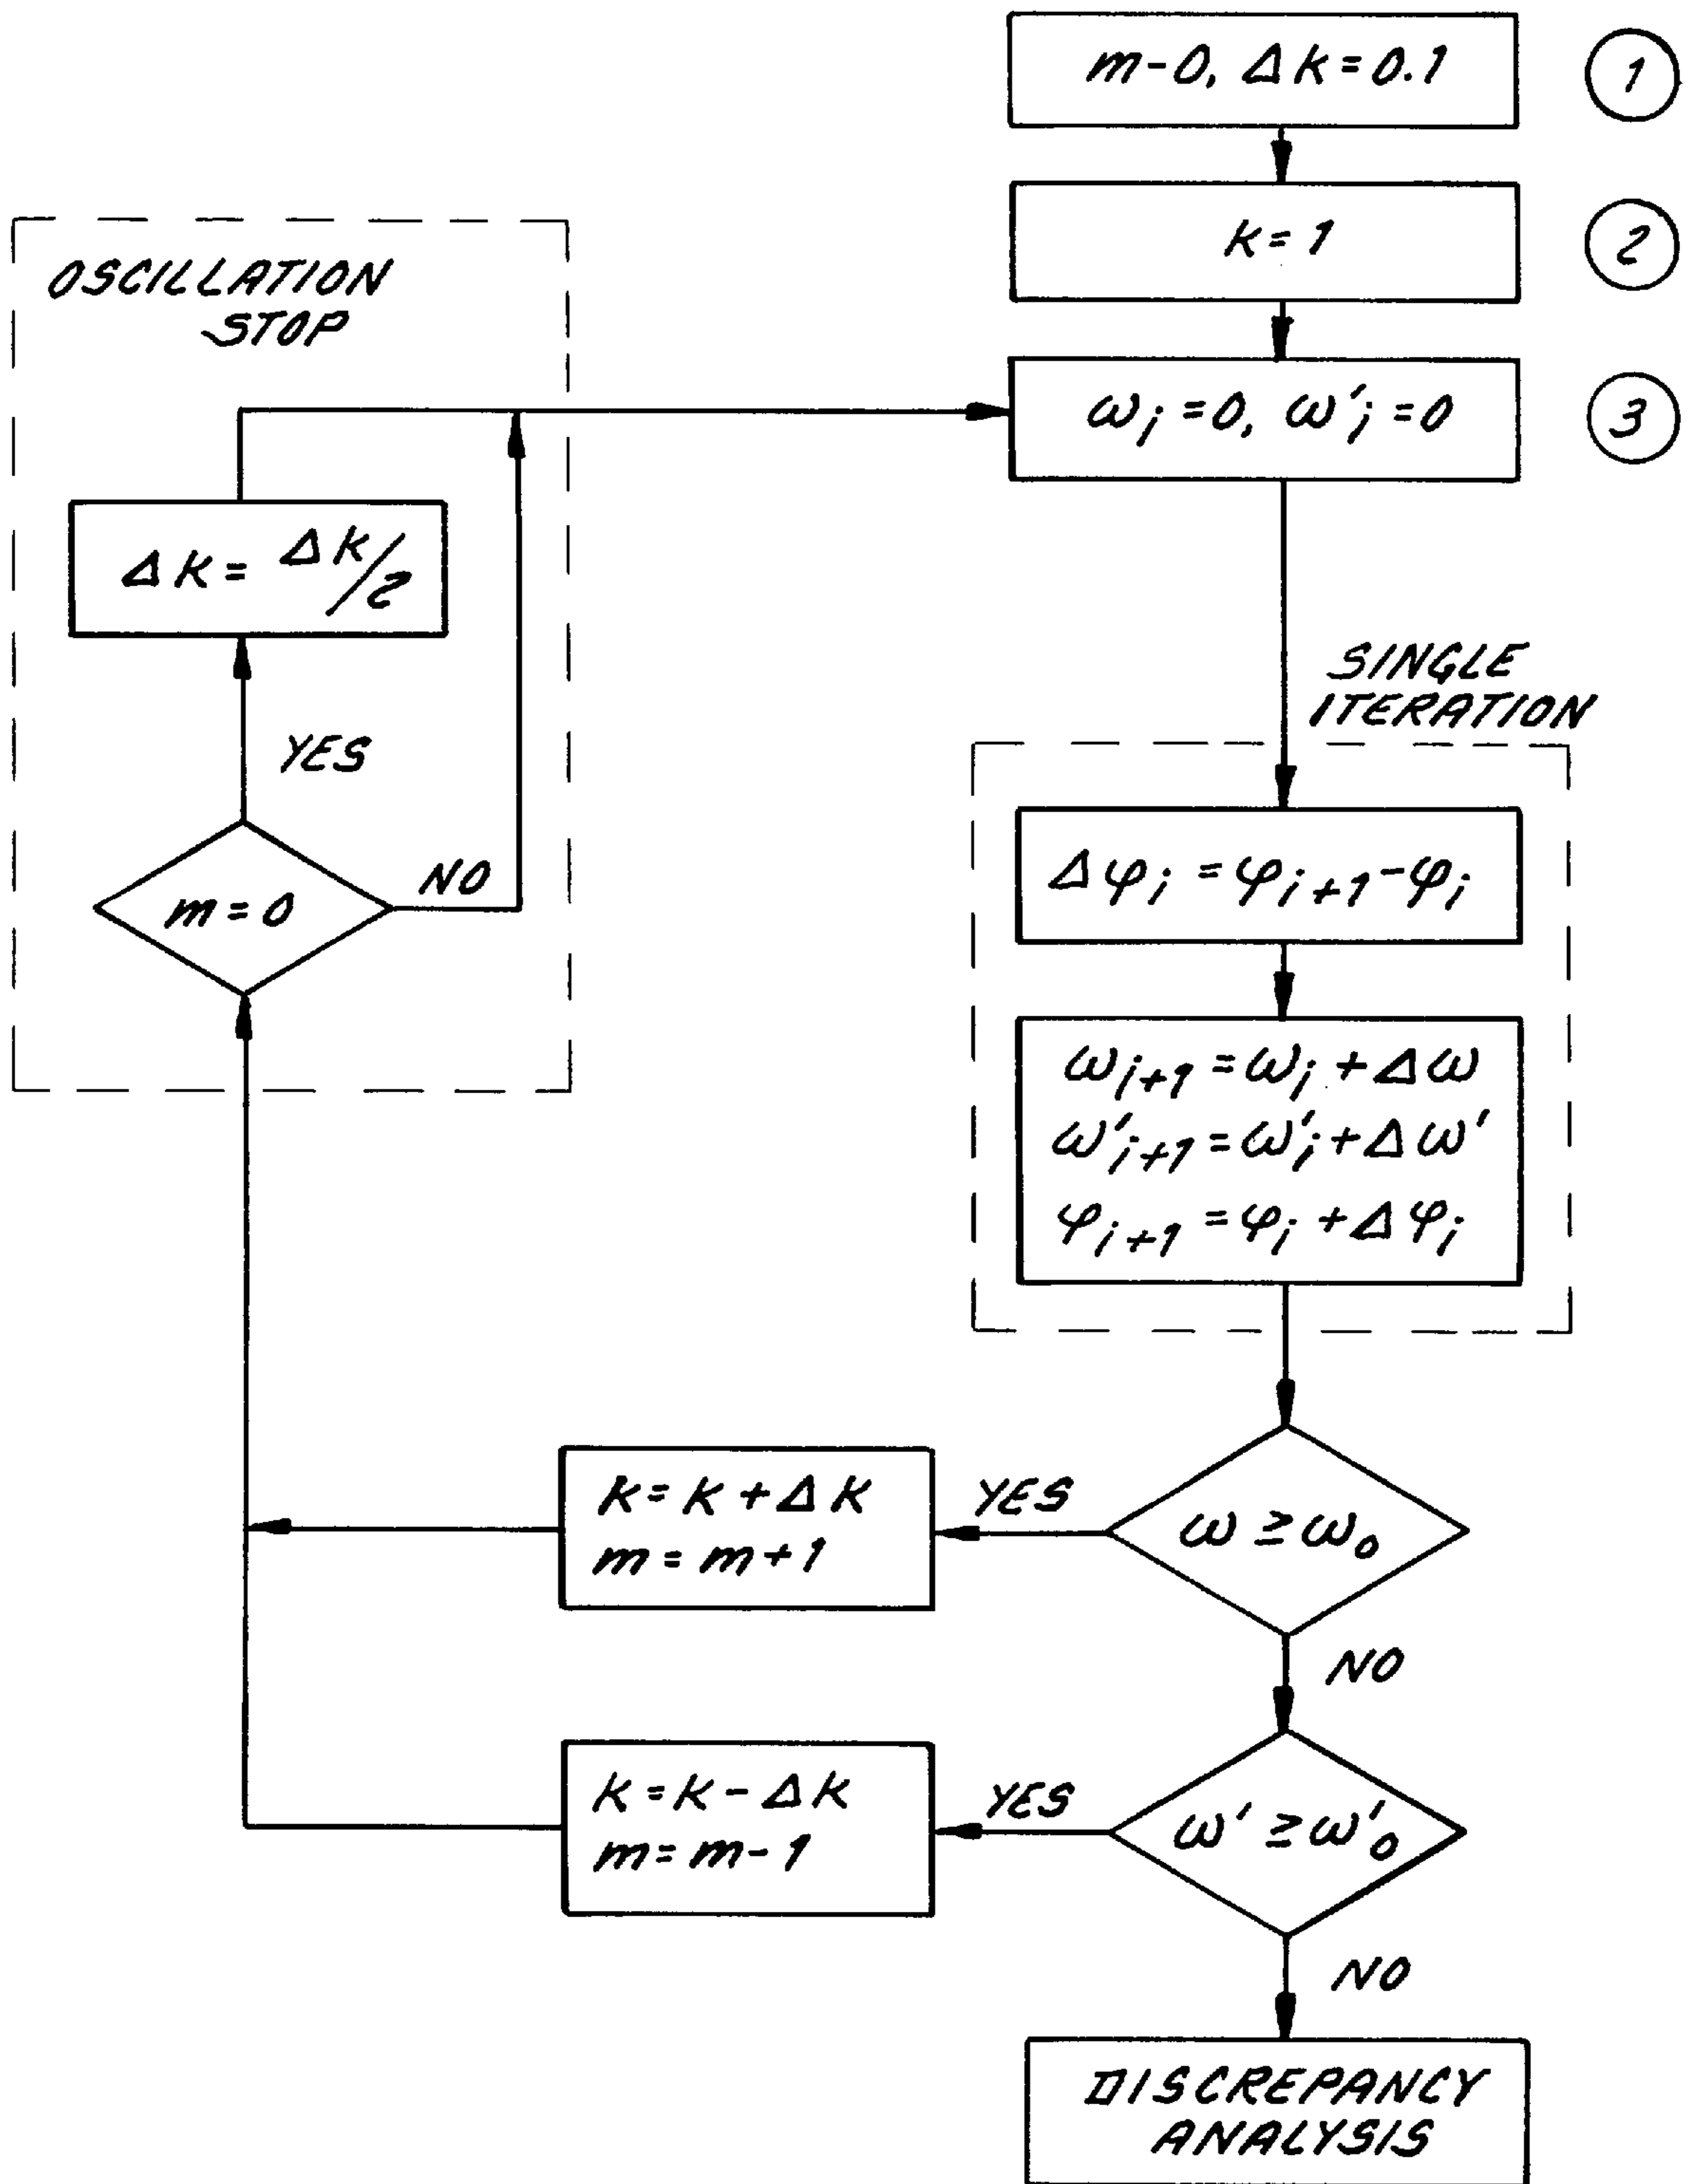 m-0, Δk=0.1
1
k=1
2
OSCILLATION
STOP
ωi=0, ω'i=0
3
Δk= Δk/2
SINGLE
ITERATION
YES
Δφi=φi+1-φi
NO
m=0
ωi+1=ωi+Δω
ω'i+1=ω'i+Δω'
φi+1=φi+Δφi
k=k+Δk
m=m+1
YES
ω≥ω0
NO
k=k-Δk
m=m-1
YES
ω'≥ω'0
NO
DISCREPANCY
ANALYSIS